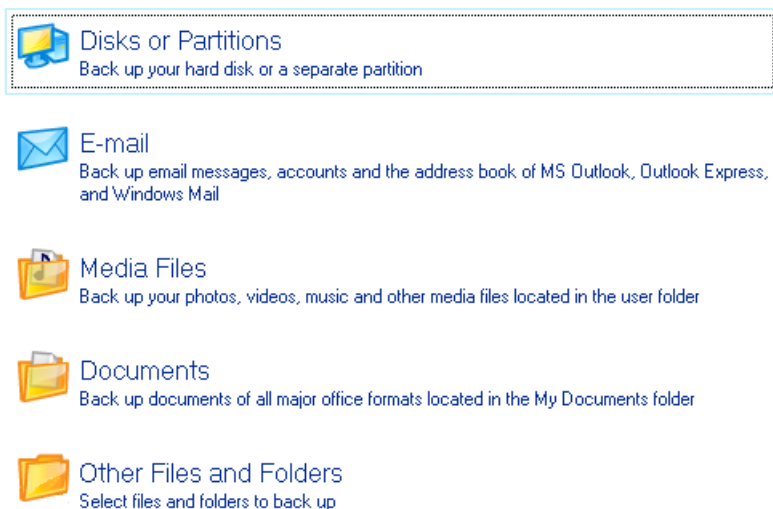 Disks or Partitions
Back up your hard disk or a separate partition
E-mail
Back up email messages, accounts and the address book of MS Outlook, Outlook Express,
and Windows Mail
Media Files
Back up your photos, videos, music and other media files located in the user folder
Documents
Back up documents of all major office formats located in the My Documents folder
Other Files and Folders
Select files and folders to back up